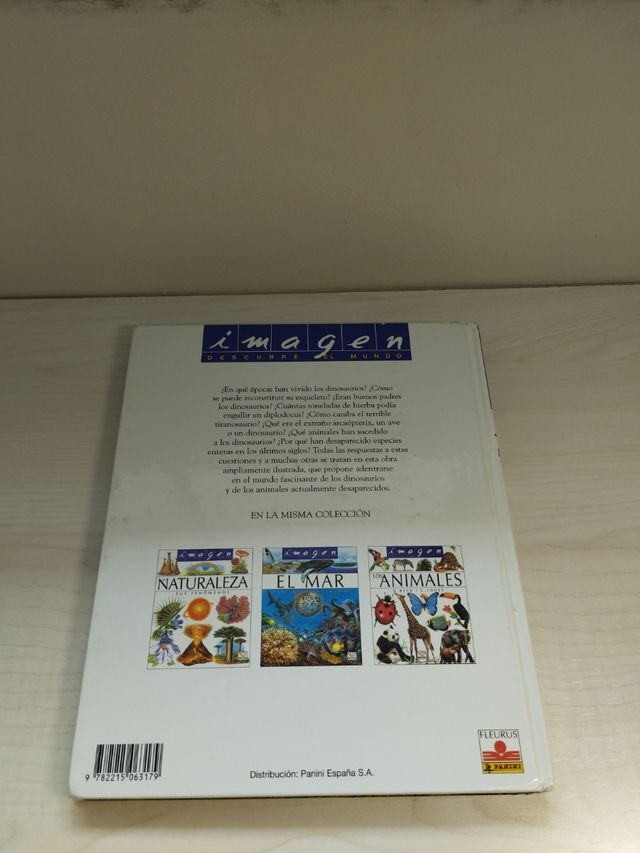 imagen
DESCUBRE EL MUNDO
¿En qué épocas han vivido los dinosaurios? ¿Cómo
se puede reconstituir su esqueleto? ¿Eran buenos padres
los dinosaurios? ¿Cuántas toneladas de hierba podía
engullir un diplodocus? ¿Cómo cazaba el terrible
tiranosaurio? ¿Qué era el extraño arcaópterix, un ave
o un dinosaurio? ¿Qué animales han sucedido
a los dinosaurios? ¿Por qué han desaparecido especies
enteras en los últimos siglos? Todas las respuestas a estas
cuestiones y a muchas otras se tratan en esta obra
ampliamente ilustrada, que propone adentrarse
en el mundo fascinante de los dinosaurios
y de los animales actualmente desaparecidos.
EN LA MISMA COLECCIÓN
imagen
NATURALEZA
SUS FENÓMENOS
imagen
EL MAR
imagen
LOS ANIMALES
9 782215 063179
Distribución: Panini España S.A.
FLEURUS
PANINI